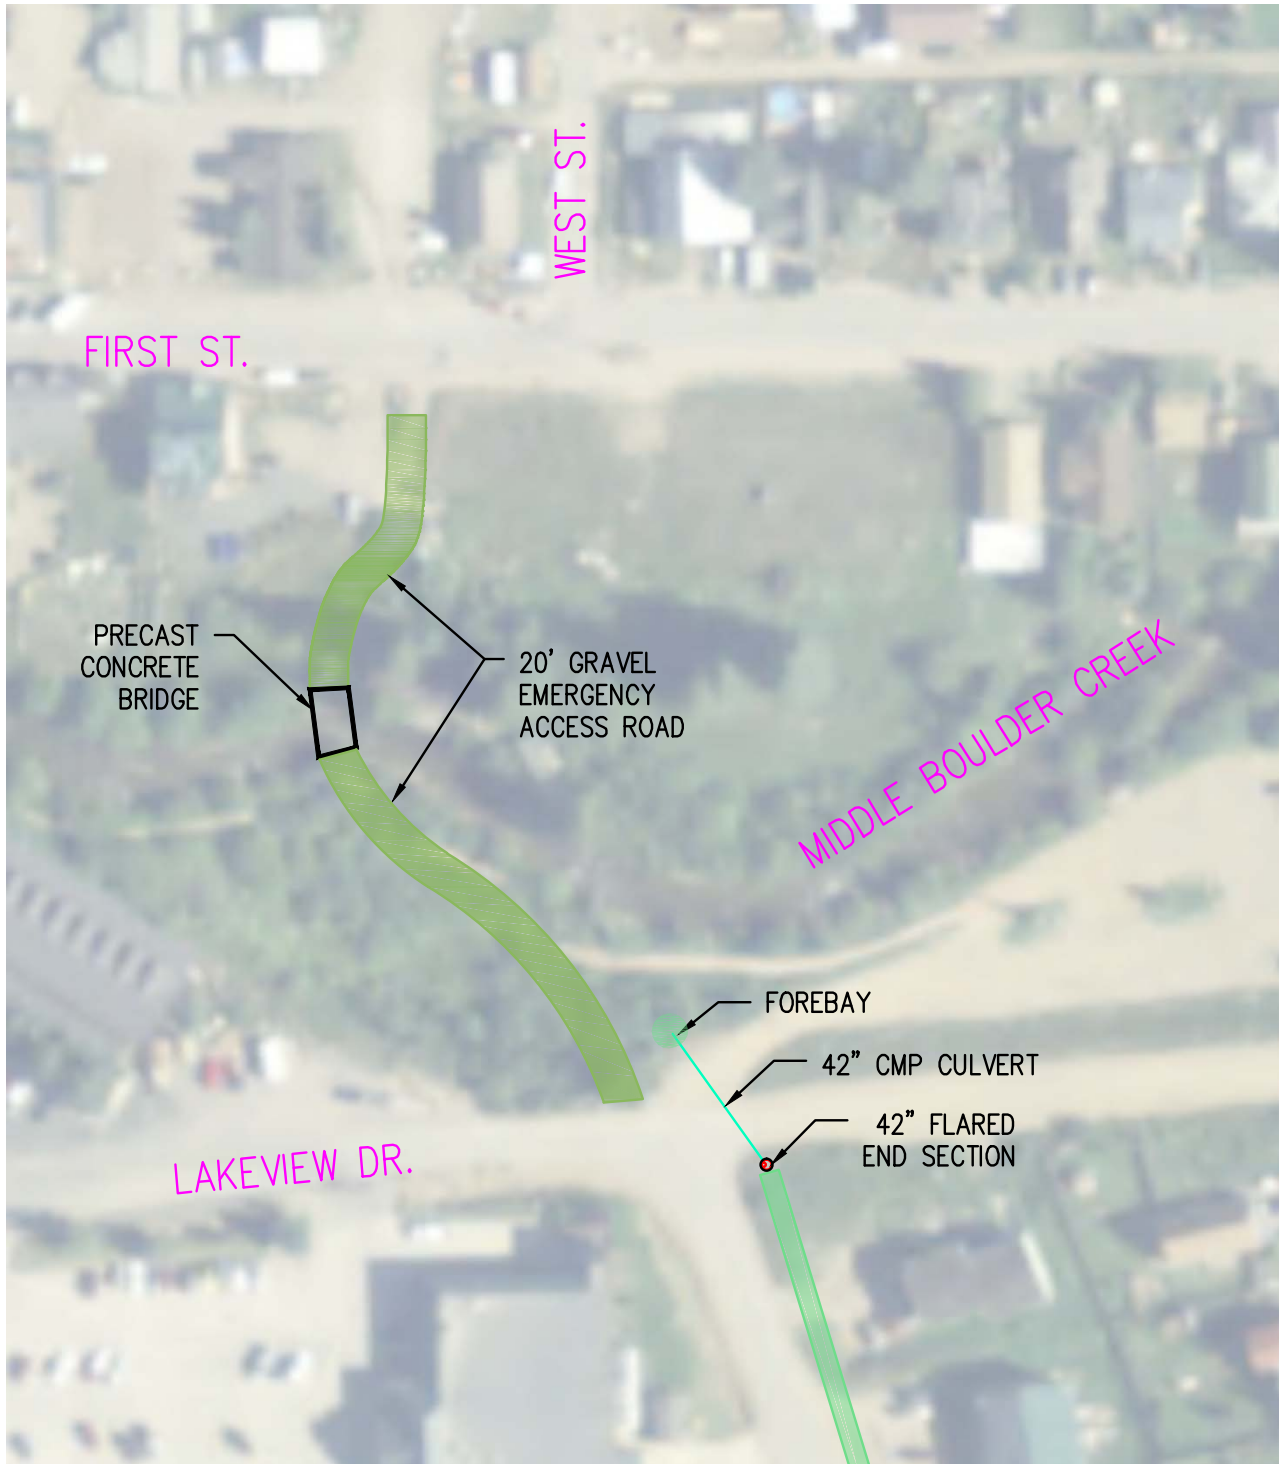 WEST ST.
FIRST ST.
PRECAST
CONCRETE
BRIDGE
20' GRAVEL
EMERGENCY
ACCESS ROAD
MIDDLE BOULDER CREEK
FOREBAY
42" CMP CULVERT
42" FLARED
END SECTION
LAKEVIEW DR.